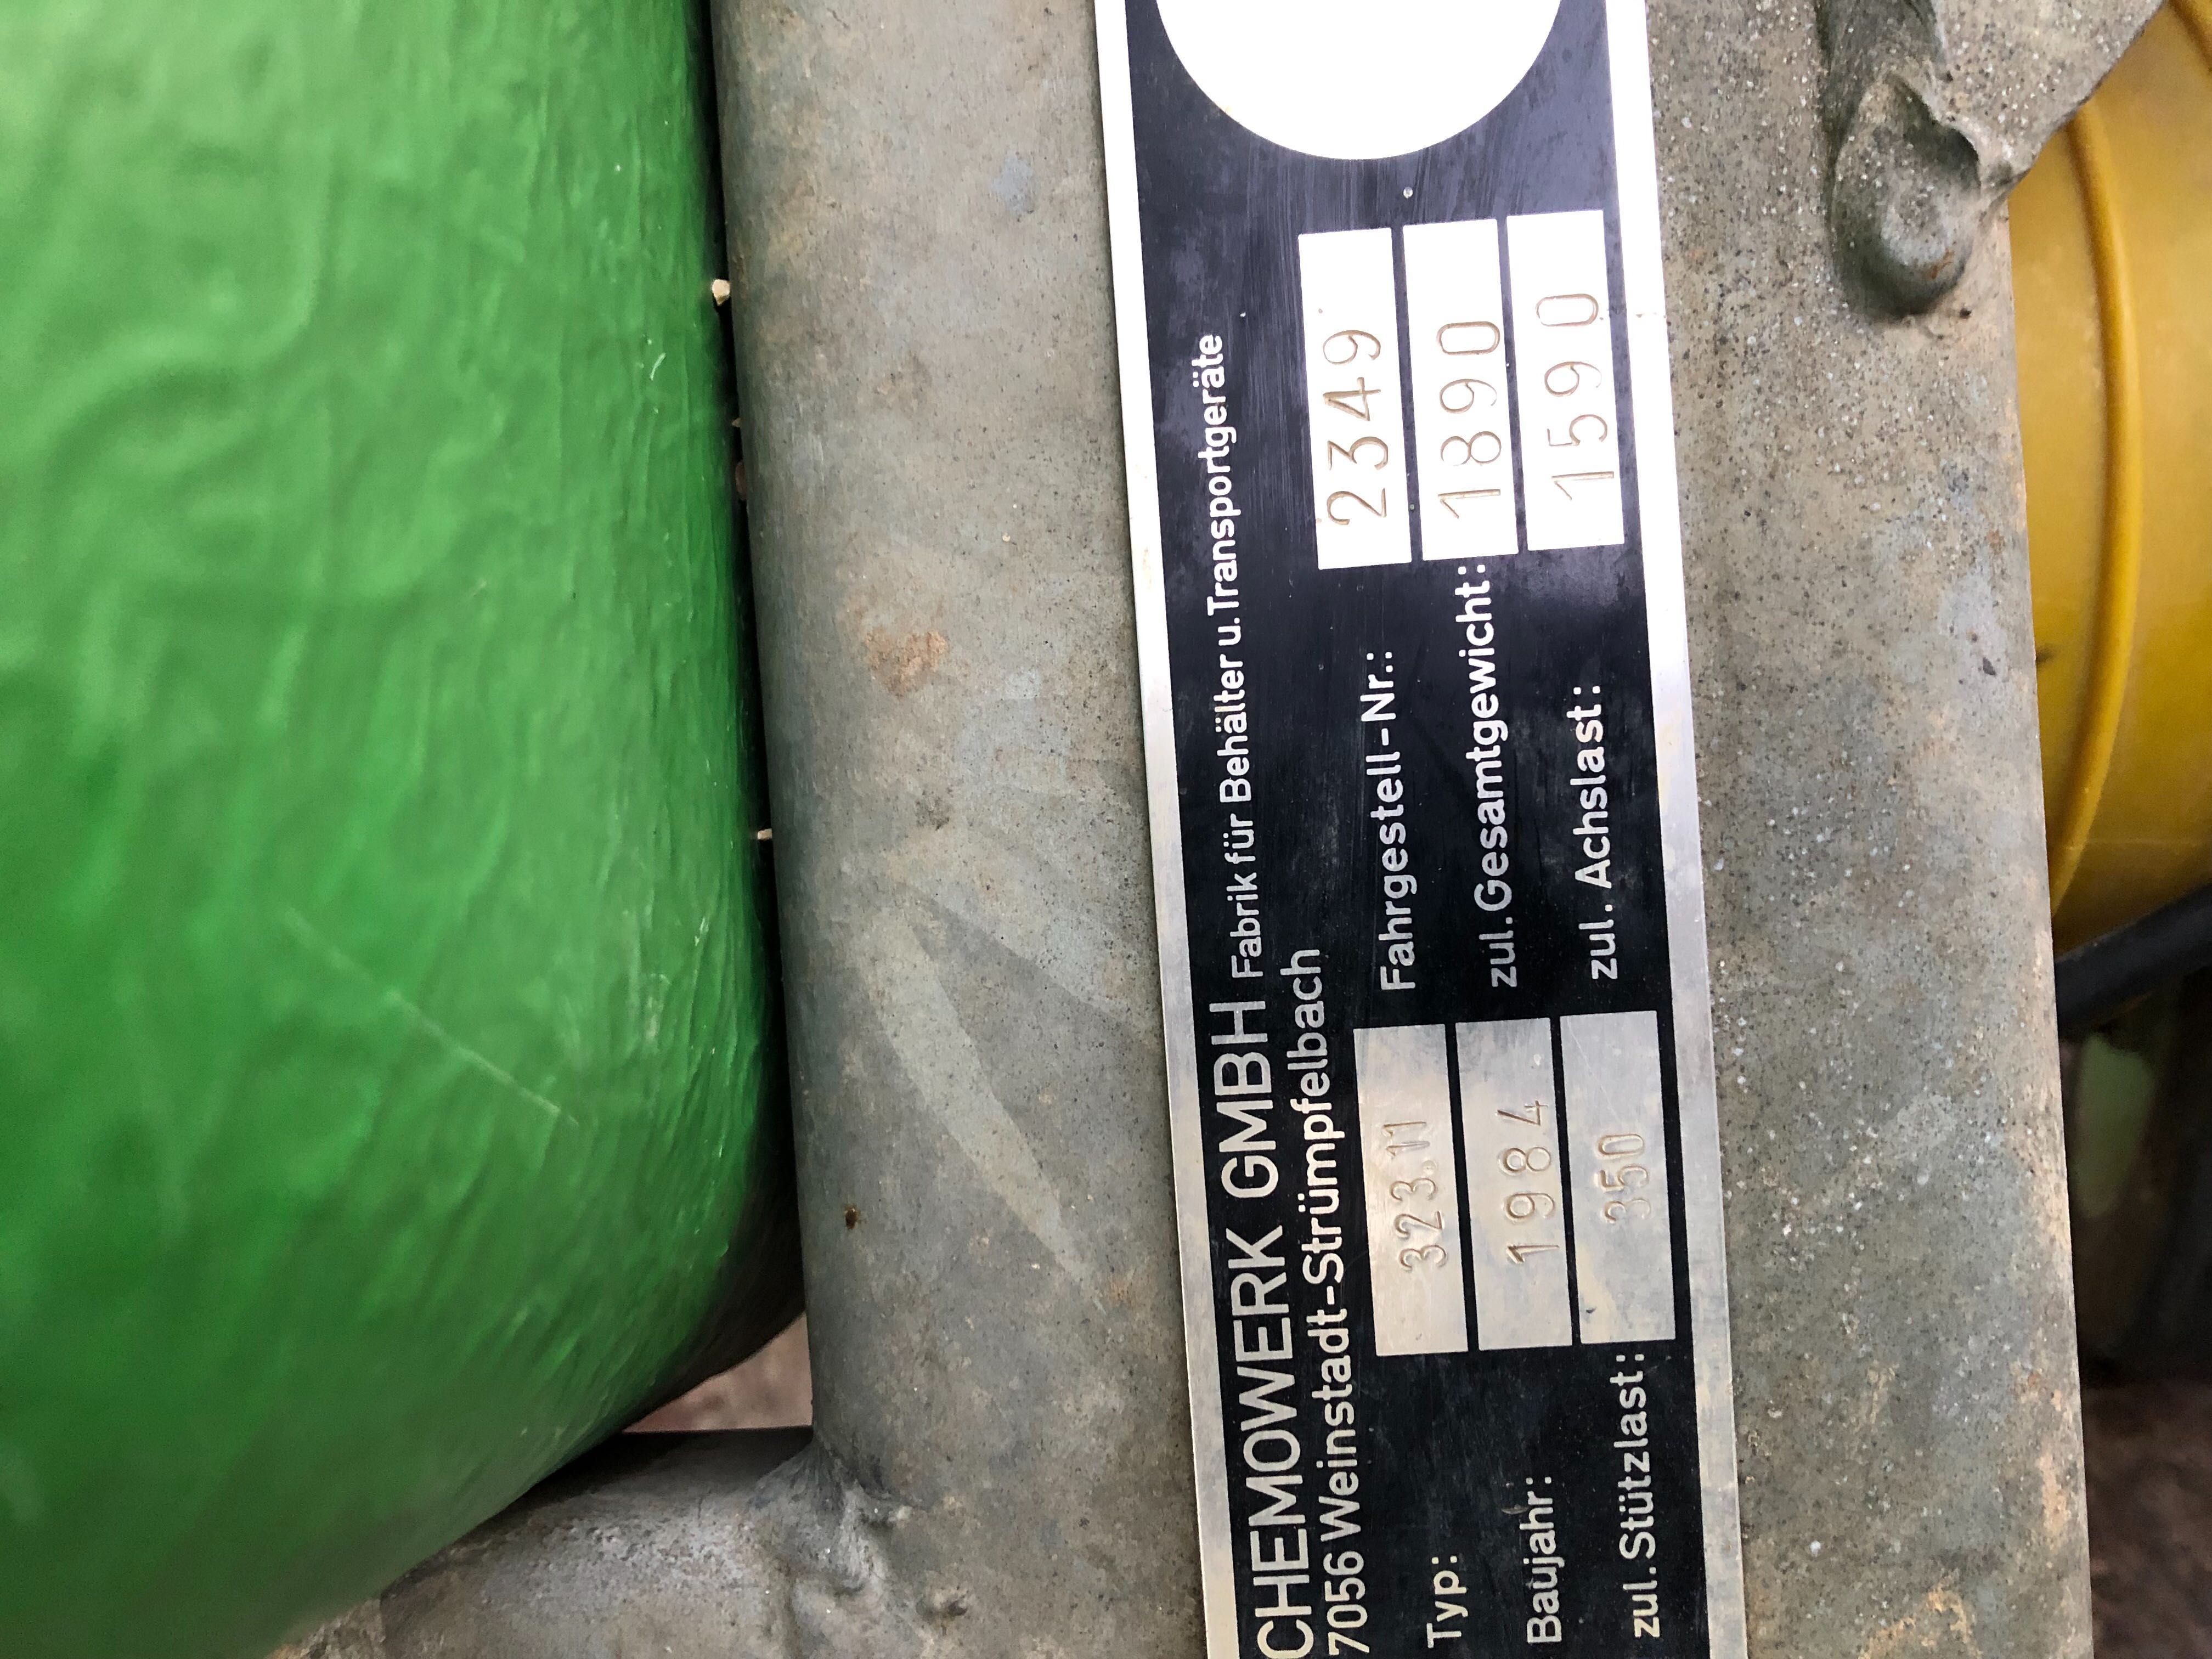 CHEMOWERK GMBH Fabrik für Behälter u. Transportgeräte
7056 Weinstadt-Strümpfelbach
Typ: 323.11 Fahrgestell-Nr.: 2349
Baujahr: 1984 zul. Gesamtgewicht: 1890
zul. Stützlast: 350 zul. Achslast: 1590